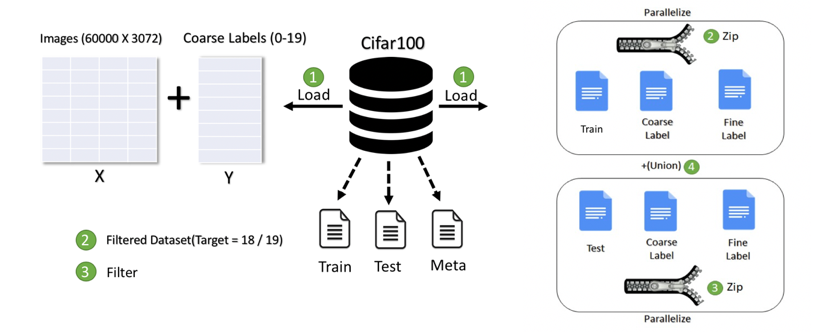 Images (60000 X 3072)
Coarse Labels (0-19)
X
Y
Cifar100
1
Load
1
Load
Train
Test
Meta
2 Filtered Dataset(Target = 18 / 19)
3 Filter
Parallelize
2 Zip
Train
Coarse
Label
Fine
Label
+(Union) 4
Test
Coarse
Label
Fine
Label
3 Zip
Parallelize